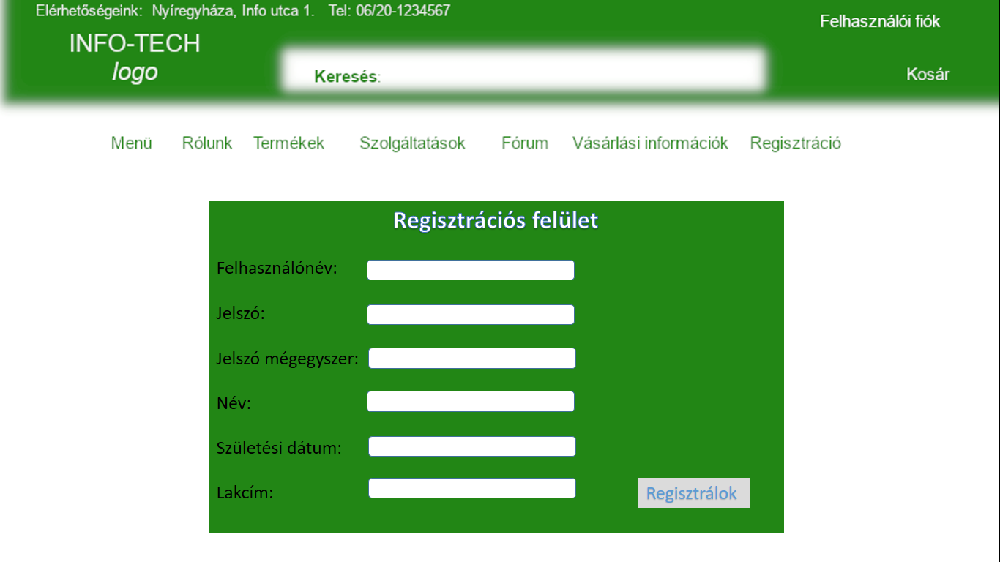 Elérhetőségeink: Nyíregyháza, Info utca 1. Tel: 06/20-1234567
Felhasználói fiók
INFO-TECH
logo
Keresés:
Kosár
Menü Rólunk Termékek Szolgáltatások Fórum Vásárlási információk Regisztráció
Regisztrációs felület
Felhasználónév:
Jelszó:
Jelszó mégegyszer:
Név:
Születési dátum:
Lakcím:
Regisztrálok